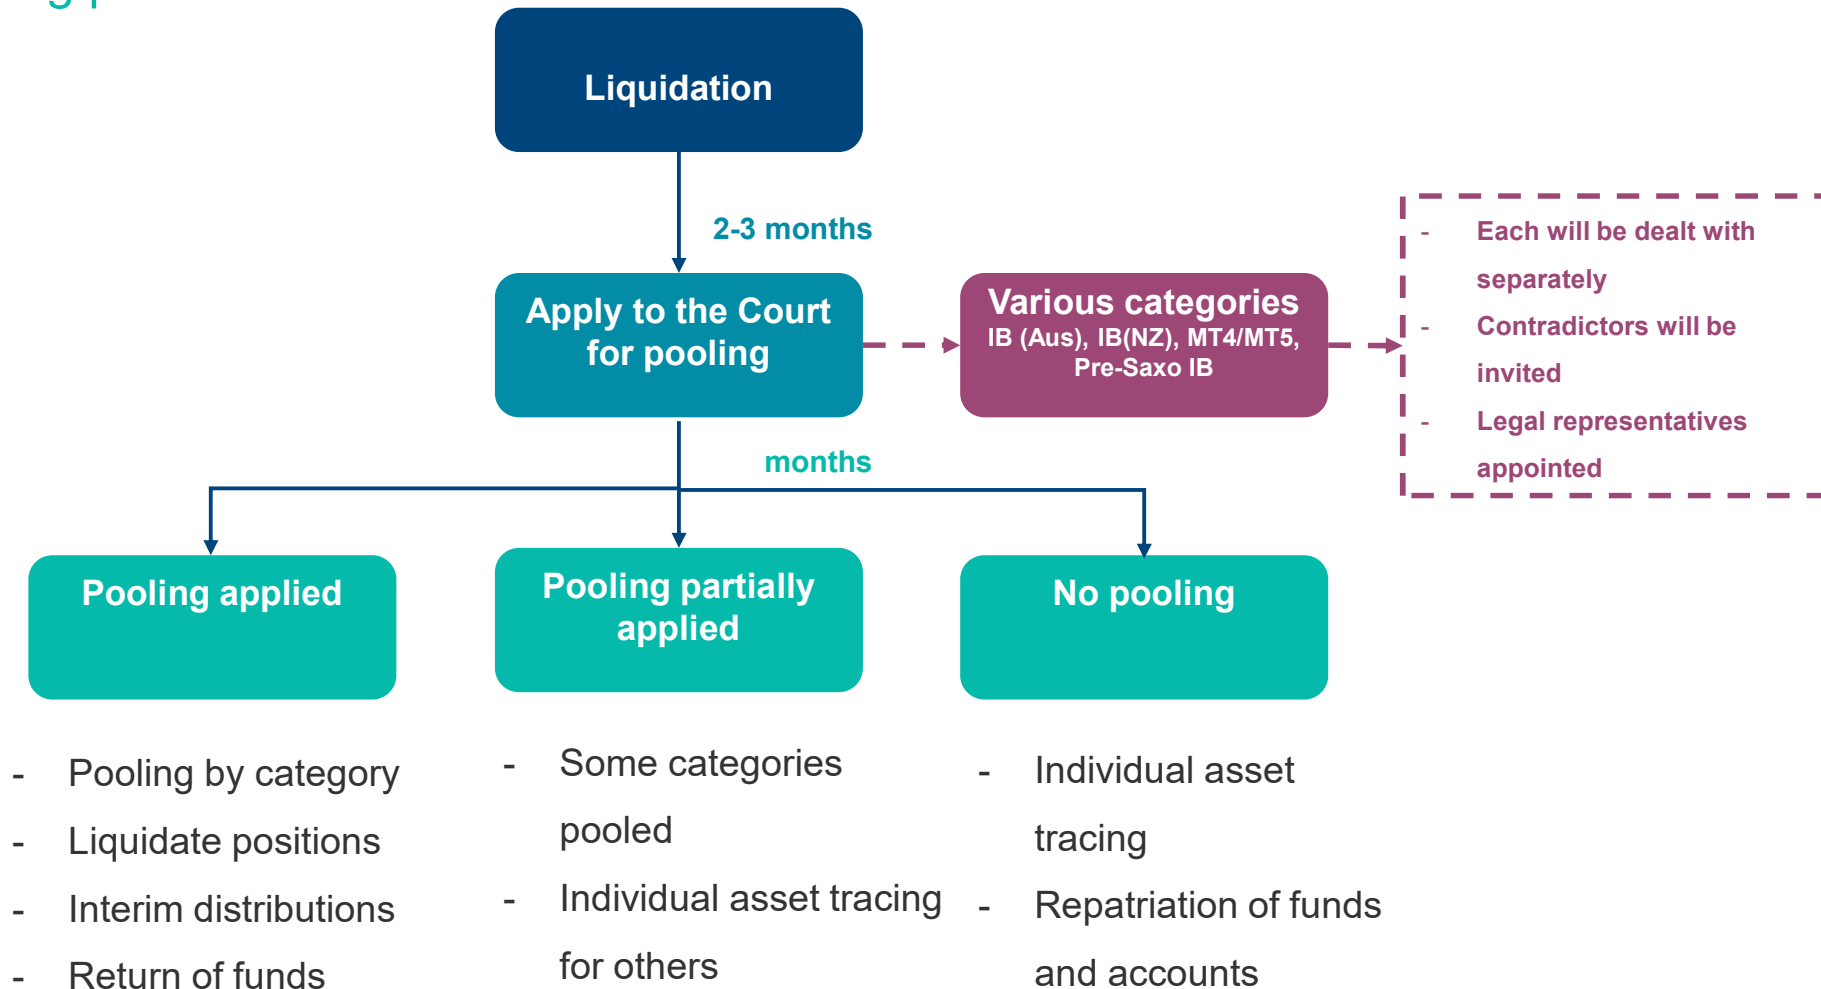 Liquidation
2-3 months
- Each will be dealt with
separately
- Contradictors will be
invited
- Legal representatives
appointed
Apply to the Court
for pooling
Various categories
IB (Aus), IB(NZ), MT4/MT5,
Pre-Saxo IB
months
Pooling applied
Pooling partially
applied
No pooling
- Pooling by category
- Liquidate positions
- Interim distributions
- Return of funds
- Some categories
pooled
- Individual asset tracing
for others
- Individual asset
tracing
- Repatriation of funds
and accounts